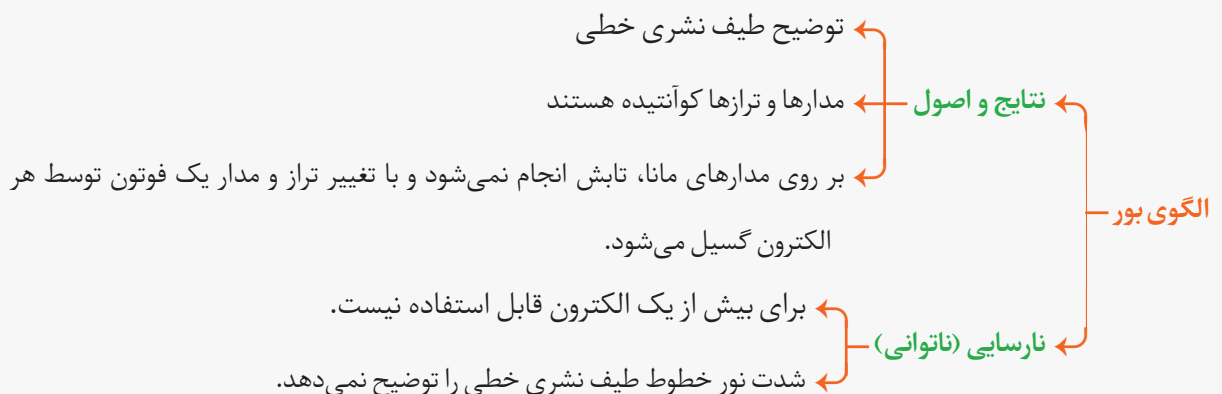 الگوی بور
نتایج و اصول
توضیح طیف نشری خطی
مدارها و ترازها کوآنتیده هستند
بر روی مدارهای مانا، تابش انجام نمی‌شود و با تغییر تراز و مدار یک فوتون توسط هر
الکترون گسیل می‌شود.
نارسایی (ناتوانی)
برای بیش از یک الکترون قابل استفاده نیست.
شدت نور خطوط طیف نشری خطی را توضیح نمی‌دهد.